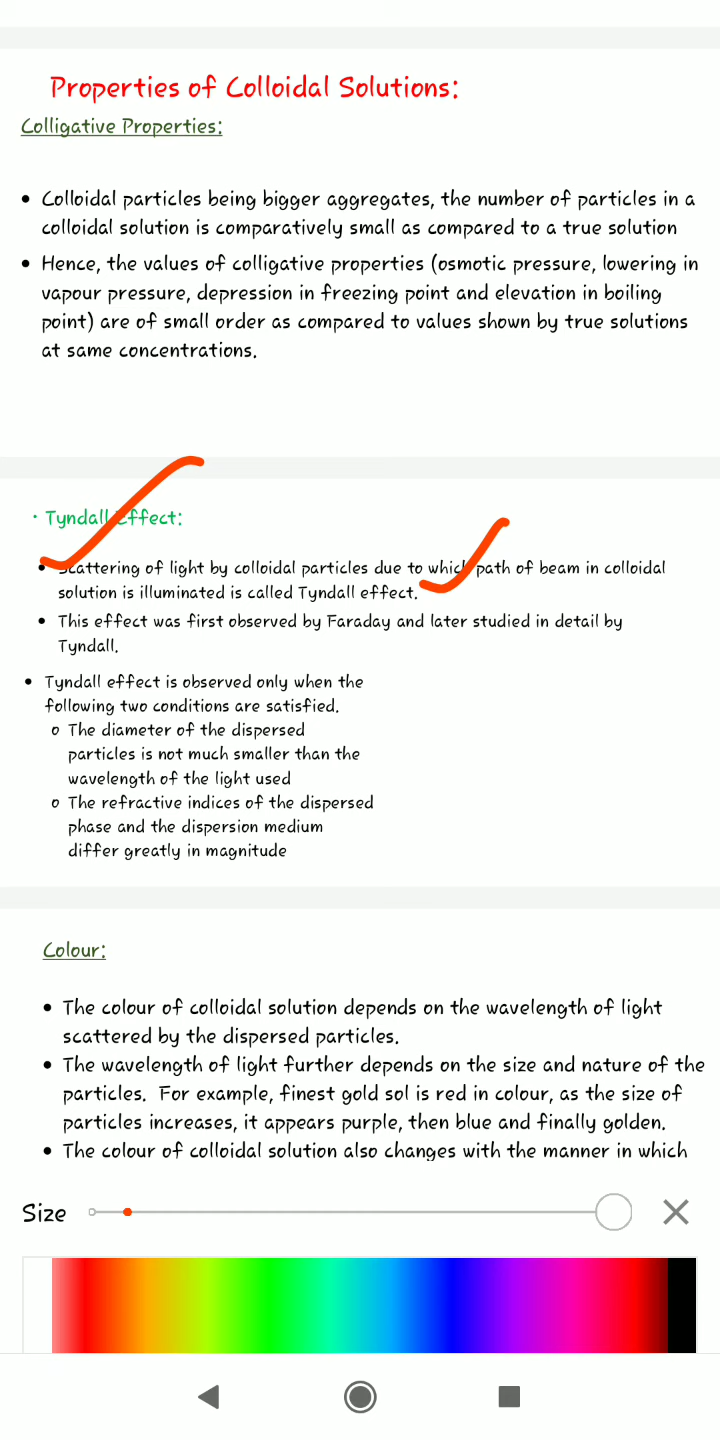 Properties of Colloidal Solutions:
Colligative Properties:
• Colloidal particles being bigger aggregates, the number of particles in a
colloidal solution is comparatively small as compared to a true solution
• Hence, the values of colligative properties (osmotic pressure, lowering in
vapour pressure, depression in freezing point and elevation in boiling
point) are of small order as compared to values shown by true solutions
at same concentrations.
· Tyndall Effect:
• Scattering of light by colloidal particles due to which path of beam in colloidal
solution is illuminated is called Tyndall effect.
• This effect was first observed by Faraday and later studied in detail by
Tyndall.
• Tyndall effect is observed only when the
following two conditions are satisfied.
o The diameter of the dispersed
particles is not much smaller than the
wavelength of the light used
o The refractive indices of the dispersed
phase and the dispersion medium
differ greatly in magnitude
Colour:
• The colour of colloidal solution depends on the wavelength of light
scattered by the dispersed particles.
• The wavelength of light further depends on the size and nature of the
particles. For example, finest gold sol is red in colour, as the size of
particles increases, it appears purple, then blue and finally golden.
• The colour of colloidal solution also changes with the manner in which
Size